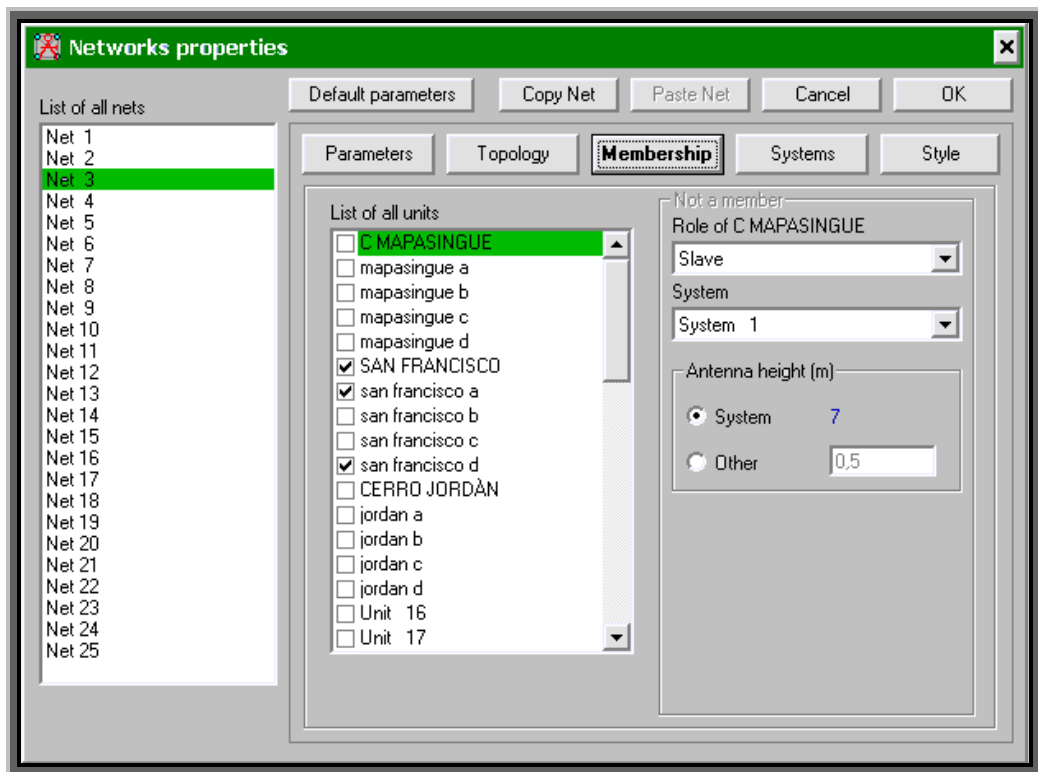 Networks properties
Default parameters
Copy Net
Paste Net
Cancel
OK
List of all nets
Net 1
Net 2
Net 3
Net 4
Net 5
Net 6
Net 7
Net 8
Net 9
Net 10
Net 11
Net 12
Net 13
Net 14
Net 15
Net 16
Net 17
Net 18
Net 19
Net 20
Net 21
Net 22
Net 23
Net 24
Net 25
Parameters
Topology
Membership
Systems
Style
List of all units
C MAPASINGUE
mapasingue a
mapasingue b
mapasingue c
mapasingue d
SAN FRANCISCO
san francisco a
san francisco b
san francisco c
san francisco d
CERRO JORDÀN
jordan a
jordan b
jordan c
jordan d
Unit 16
Unit 17
Not a member
Role of C MAPASINGUE
Slave
System
System 1
Antenna height (m)
System 7
Other 0,5